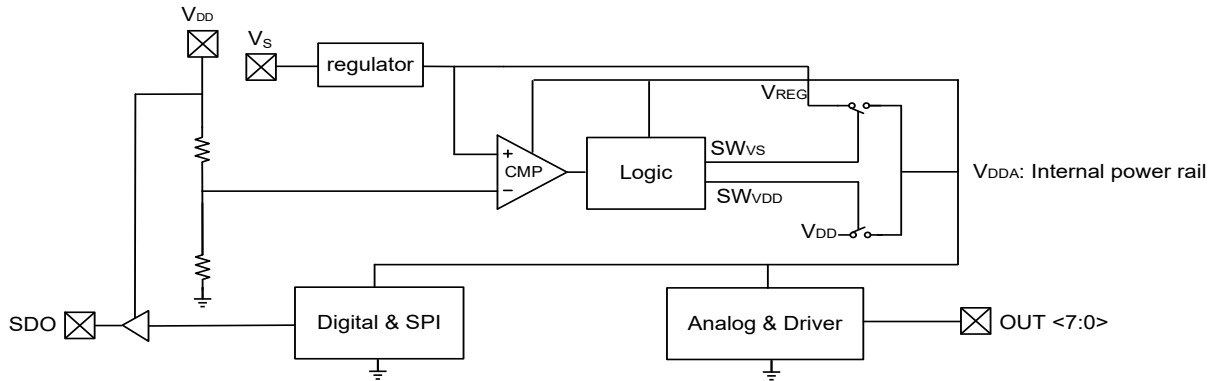 VDD
VS
regulator
VREG
+
CMP
−
Logic
SWVS
SWVDD
VDD
VDDA: Internal power rail
SDO
Digital & SPI
Analog & Driver
OUT <7:0>